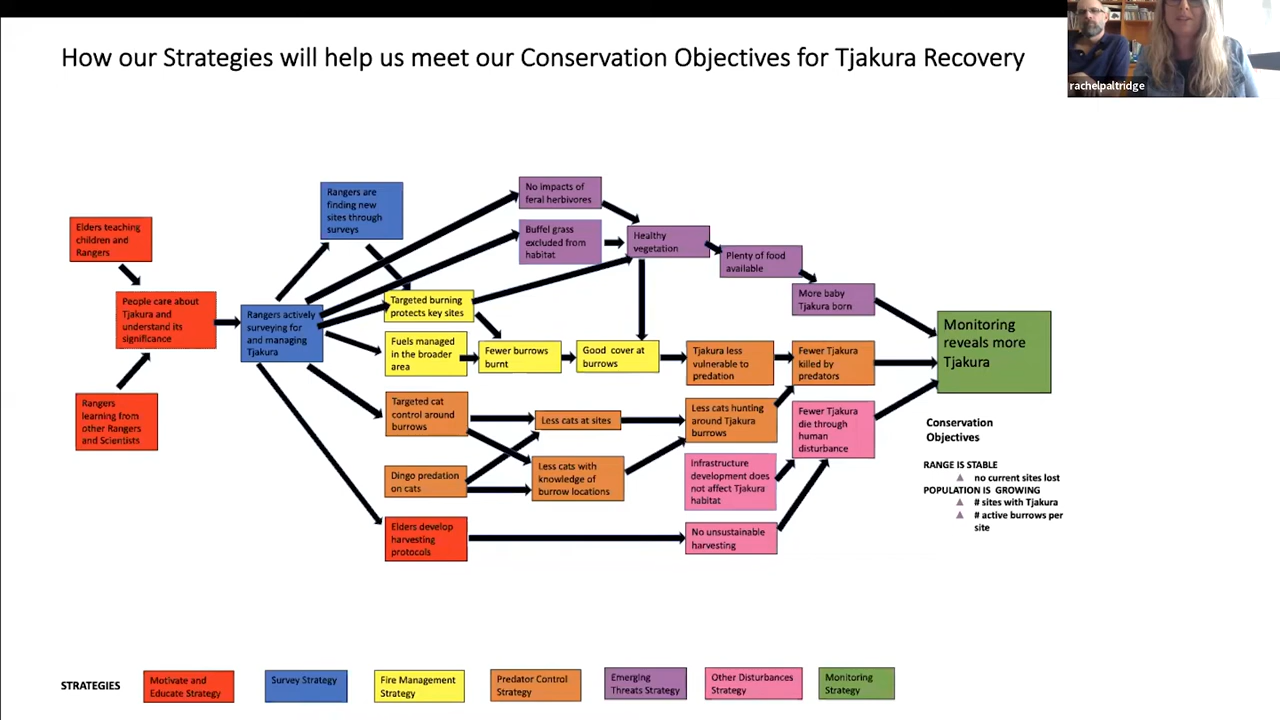 rachelpaltridge
How our Strategies will help us meet our Conservation Objectives for Tjakura Recovery
Elders teaching
children and
Rangers
People care about
Tjakura and
understand its
significance
Rangers
learning from
other Rangers
and Scientists
Rangers actively
surveying for
and managing
Tjakura
Rangers are
finding new
sites through
surveys
No impacts of
feral herbivores
Buffel grass
excluded from
habitat
Healthy
vegetation
Plenty of food
available
More baby
Tjakura born
Targeted burning
protects key sites
Fuels managed
in the broader
area
Fewer burrows
burnt
Good cover at
burrows
Tjakura less
vulnerable to
predation
Fewer Tjakura
killed by
predators
Targeted cat
control around
burrows
Less cats at sites
Less cats hunting
around Tjakura
burrows
Dingo predation
on cats
Less cats with
knowledge of
burrow locations
Infrastructure
development does
not affect Tjakura
habitat
Fewer Tjakura
die through
human
disturbance
Elders develop
harvesting
protocols
No unsustainable
harvesting
Monitoring
reveals more
Tjakura
Conservation
Objectives
RANGE IS STABLE
no current sites lost
POPULATION IS GROWING
# sites with Tjakura
# active burrows per
site
STRATEGIES
Motivate and
Educate Strategy
Survey Strategy
Fire Management
Strategy
Predator Control
Strategy
Emerging
Threats Strategy
Other Disturbances
Strategy
Monitoring
Strategy